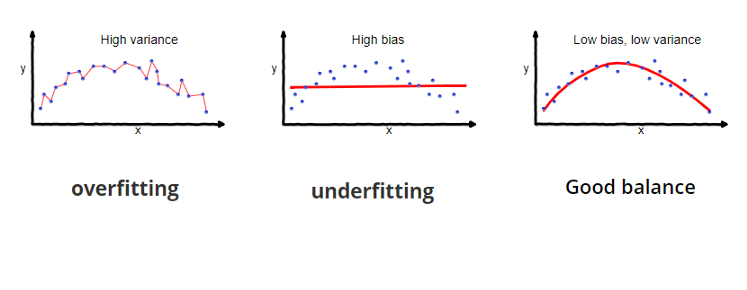 High variance
y
x
overfitting
High bias
y
x
underfitting
Low bias, low variance
y
x
Good balance